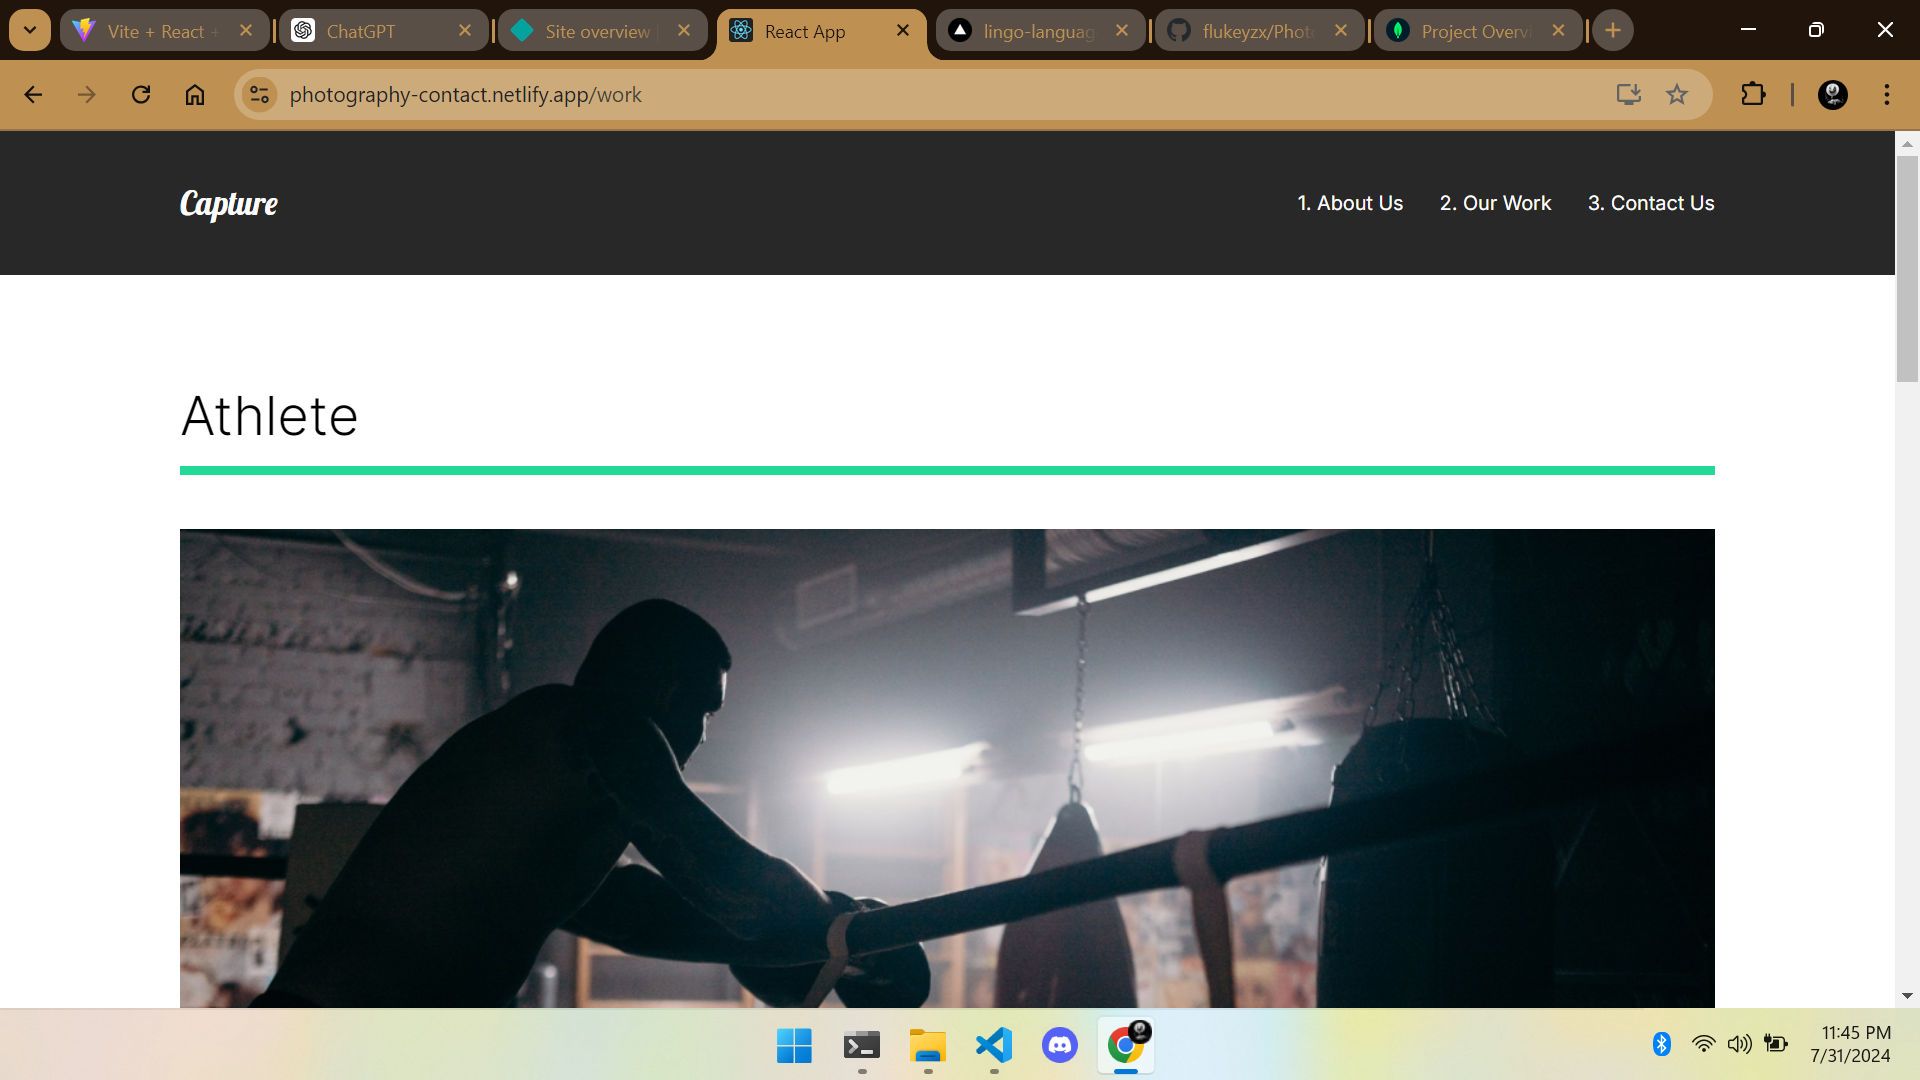 Vite + React +
ChatGPT
Site overview
React App
lingo-languag
flukeyzx/Phot
Project Overvi
photography-contact.netlify.app/work
Capture
1. About Us
2. Our Work
3. Contact Us
Athlete
11:45 PM
7/31/2024